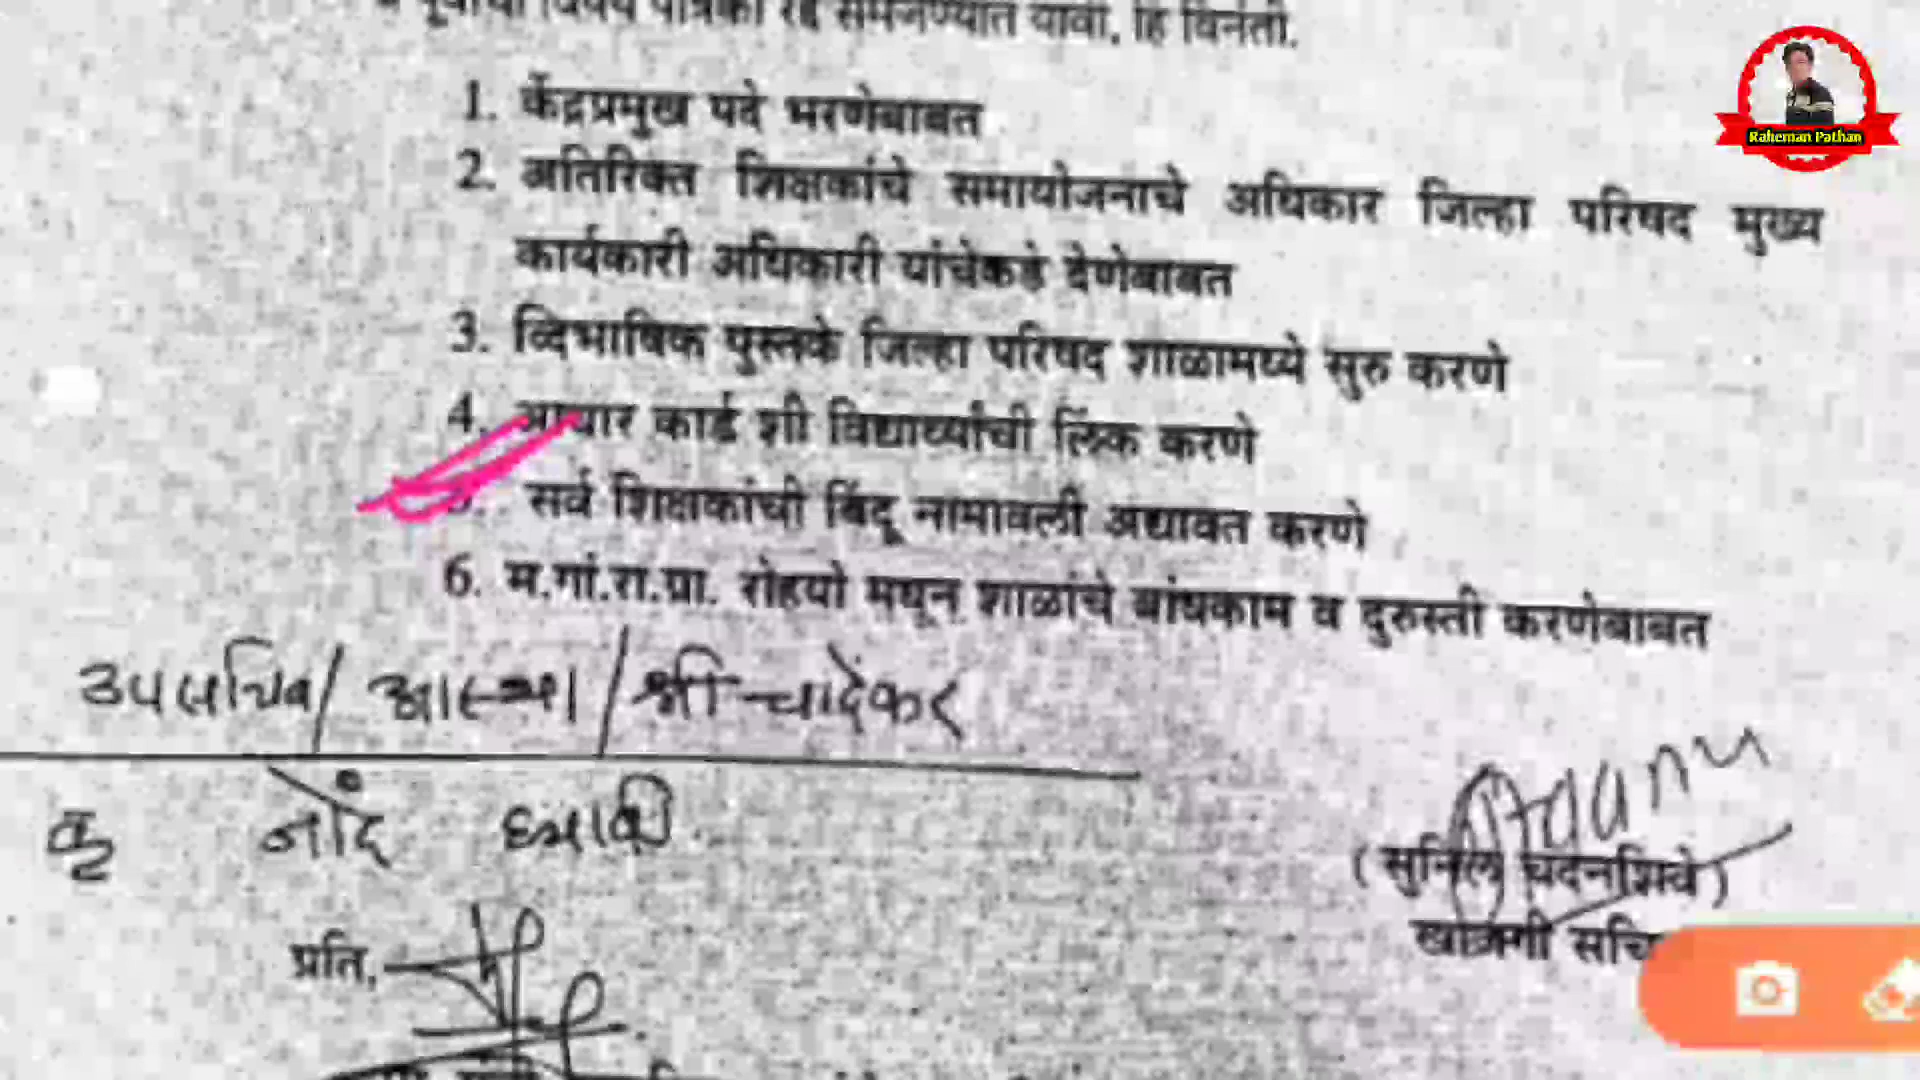 रद्द समजण्यात यावी, हि विनंती.
Raheman Pathan
1. केंद्रप्रमुख पदे भरणेबाबत
2. अतिरिक्त शिक्षकांचे समायोजनाचे अधिकार जिल्हा परिषद मुख्य
कार्यकारी अधिकारी यांचेकडे देणेबाबत
3. व्दिभाषिक पुस्तके जिल्हा परिषद शाळामध्ये सुरु करणे
4. आधार कार्ड शी विद्यार्थ्यांची लिंक करणे
5. सर्व शिक्षकांची बिंदू नामावली अद्यावत करणे
6. म.गां.रा.ग्रा. रोहयो मधून शाळांचे बांधकाम व दुरुस्ती करणेबाबत
उपसचिव/ आस्था/ श्री चांदेकर
नोंद घ्यावी
(सुनिल चंदनशिवे)
खाजगी सचि
प्रति,